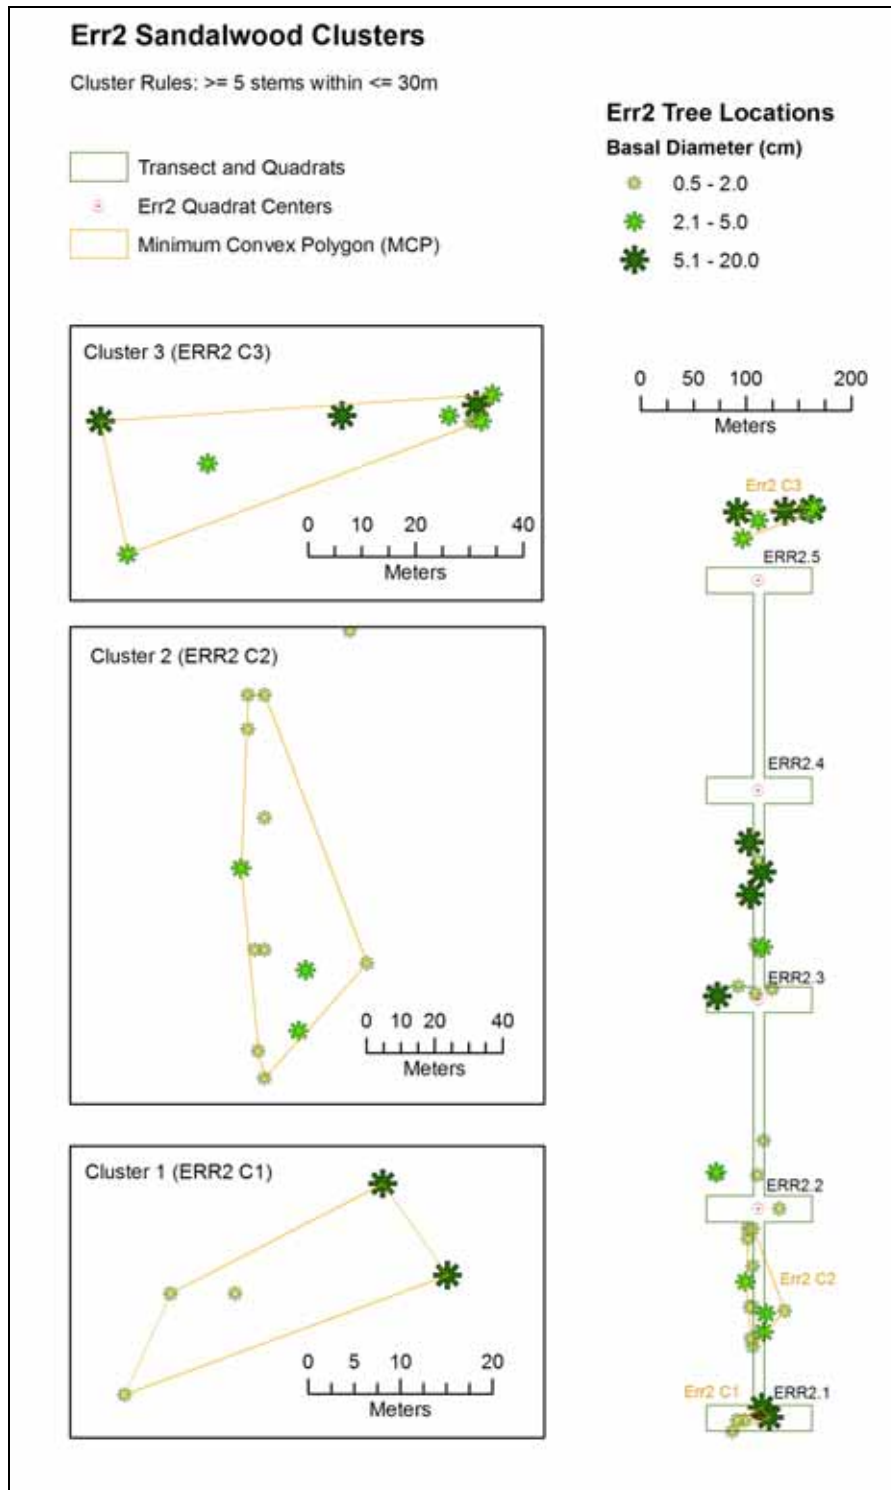 Err2 Sandalwood Clusters
Cluster Rules: >= 5 stems within <= 30m
Transect and Quadrats
Err2 Quadrat Centers
Minimum Convex Polygon (MCP)
Err2 Tree Locations
Basal Diameter (cm)
0.5 - 2.0
2.1 - 5.0
5.1 - 20.0
Cluster 3 (ERR2 C3)
0 20 40
Meters
Cluster 2 (ERR2 C2)
0 10 20 40
Meters
Cluster 1 (ERR2 C1)
0 5 10 20
Meters
0 50 100 200
Meters
Err2 C3
ERR2.5
ERR2.4
ERR2.3
ERR2.2
Err2 C2
Err2 C1
ERR2.1